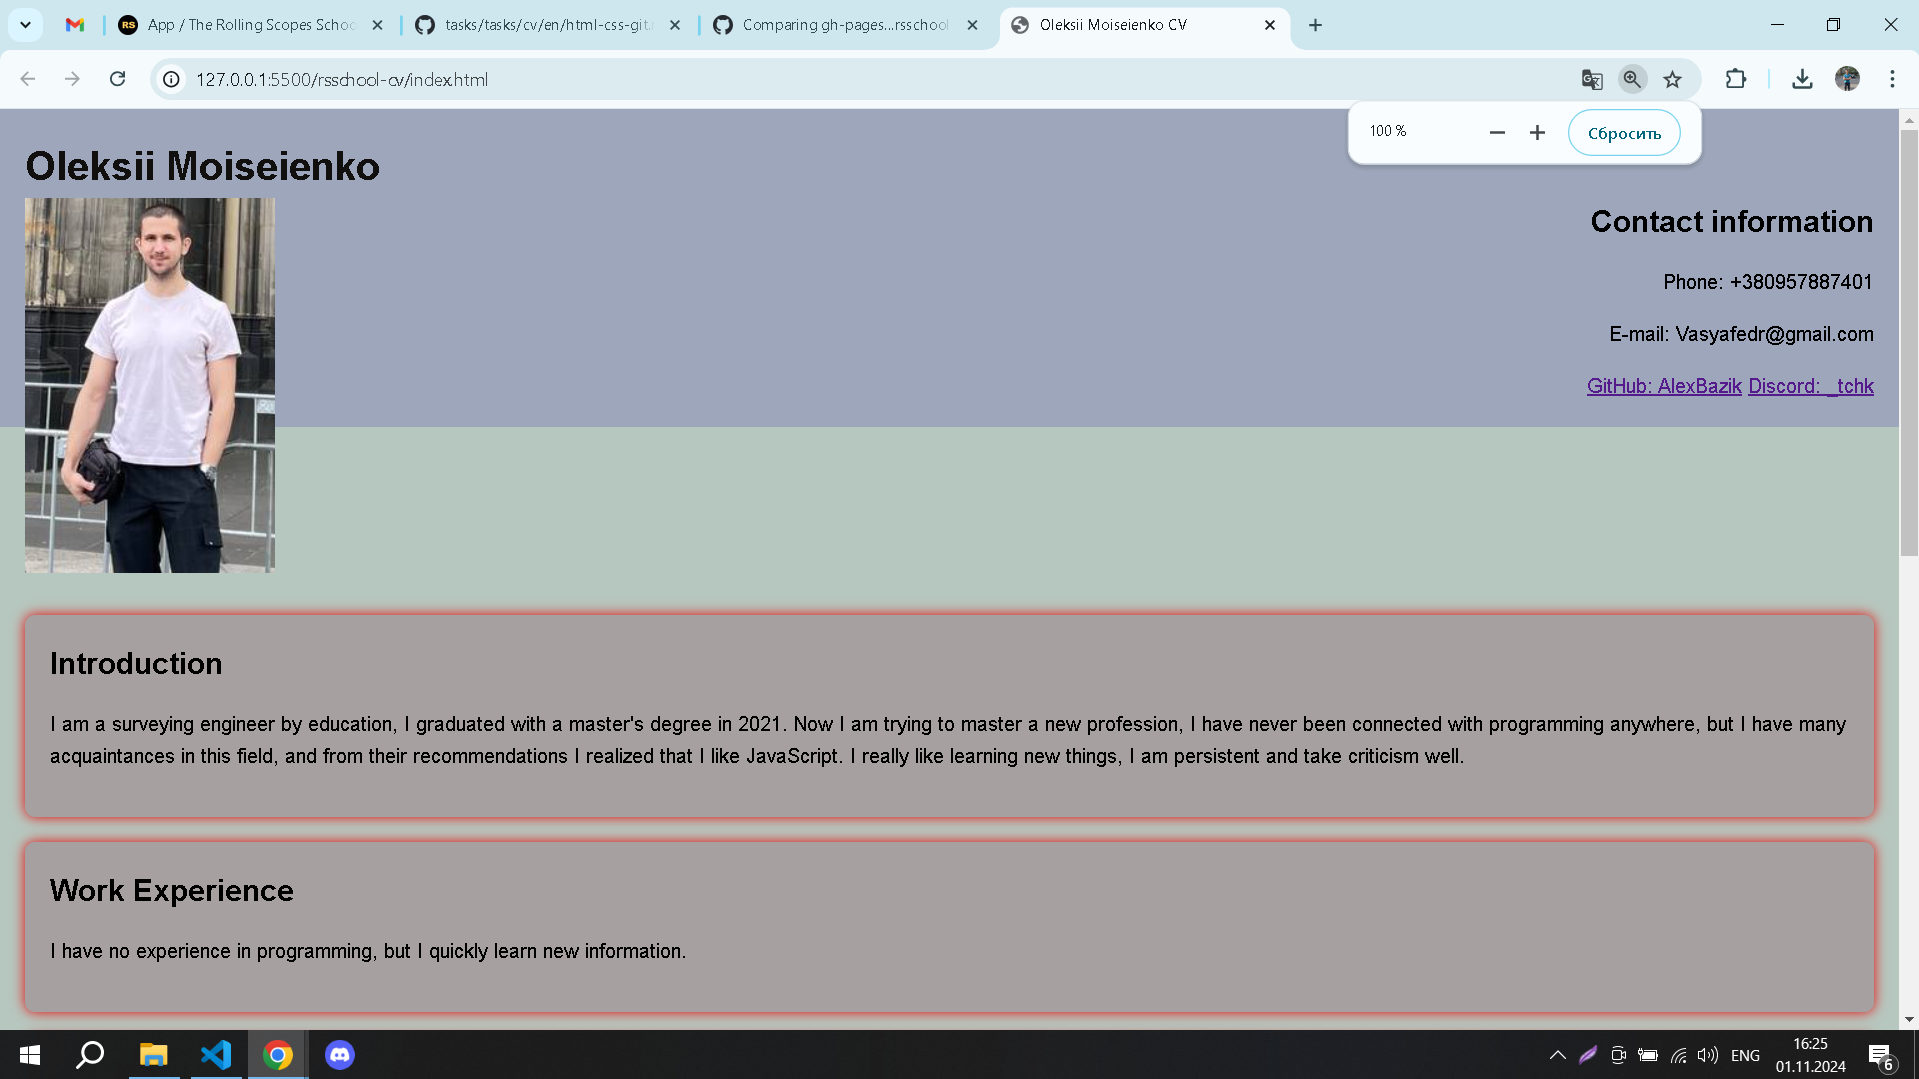 App / The Rolling Scopes Schoo
tasks/tasks/cv/en/html-css-git.
Comparing gh-pages...rsschool
Oleksii Moiseienko CV
127.0.0.1:5500/rsschool-cv/index.html
100 %
Сбросить
Oleksii Moiseienko
Contact information
Phone: +380957887401
E-mail: Vasyafedr@gmail.com
GitHub: AlexBazik Discord: _tchk
Introduction
I am a surveying engineer by education, I graduated with a master's degree in 2021. Now I am trying to master a new profession, I have never been connected with programming anywhere, but I have many
acquaintances in this field, and from their recommendations I realized that I like JavaScript. I really like learning new things, I am persistent and take criticism well.
Work Experience
I have no experience in programming, but I quickly learn new information.
ENG
16:25
01.11.2024
6